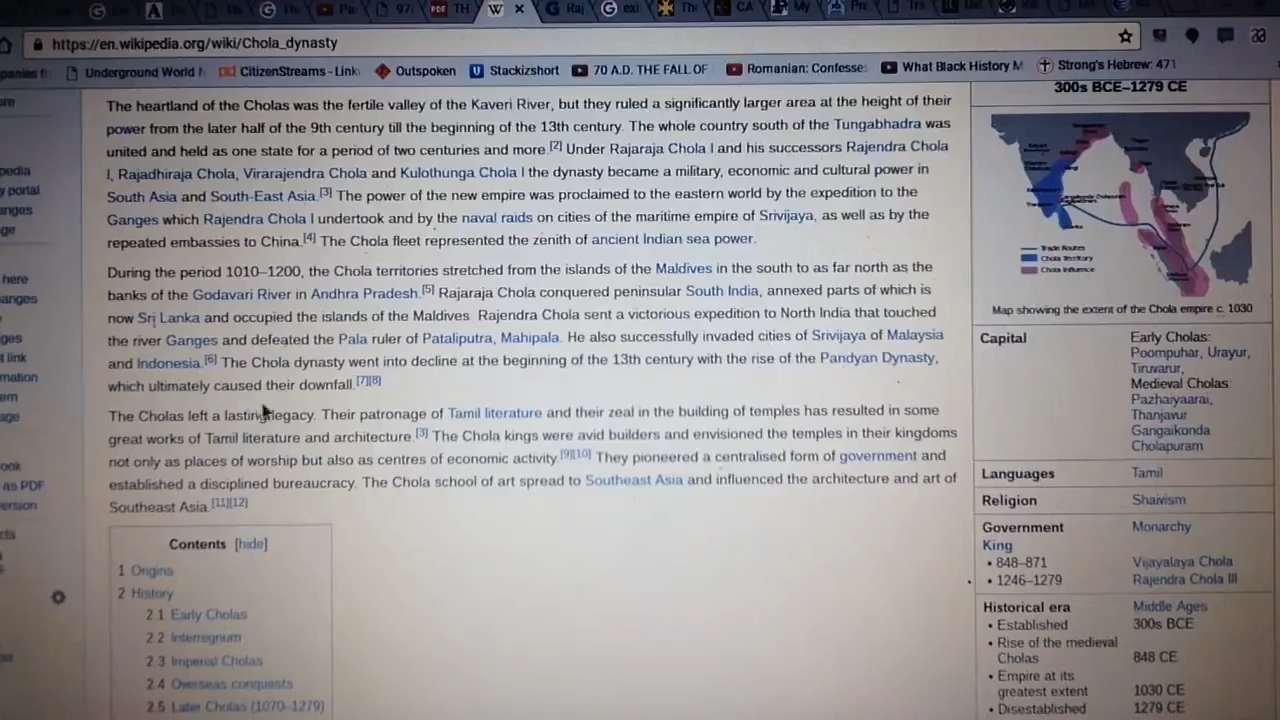 https://en.wikipedia.org/wiki/Chola_dynasty
Underground World
CitizenStreams - Link
Outspoken
Stackizshort
70 A.D. THE FALL OF
Romanian: Confesse
What Black History M
Strong's Hebrew: 471
The heartland of the Cholas was the fertile valley of the Kaveri River, but they ruled a significantly larger area at the height of their
power from the later half of the 9th century till the beginning of the 13th century. The whole country south of the Tungabhadra was
united and held as one state for a period of two centuries and more.[2] Under Rajaraja Chola I and his successors Rajendra Chola
I, Rajadhiraja Chola, Virarajendra Chola and Kulothunga Chola I the dynasty became a military, economic and cultural power in
South Asia and South-East Asia.[3] The power of the new empire was proclaimed to the eastern world by the expedition to the
Ganges which Rajendra Chola I undertook and by the naval raids on cities of the maritime empire of Srivijaya, as well as by the
repeated embassies to China.[4] The Chola fleet represented the zenith of ancient Indian sea power.
During the period 1010–1200, the Chola territories stretched from the islands of the Maldives in the south to as far north as the
banks of the Godavari River in Andhra Pradesh.[5] Rajaraja Chola conquered peninsular South India, annexed parts of which is
now Sri Lanka and occupied the islands of the Maldives. Rajendra Chola sent a victorious expedition to North India that touched
the river Ganges and defeated the Pala ruler of Pataliputra, Mahipala. He also successfully invaded cities of Srivijaya of Malaysia
and Indonesia.[6] The Chola dynasty went into decline at the beginning of the 13th century with the rise of the Pandyan Dynasty,
which ultimately caused their downfall.[7][8]
The Cholas left a lasting legacy. Their patronage of Tamil literature and their zeal in the building of temples has resulted in some
great works of Tamil literature and architecture.[3] The Chola kings were avid builders and envisioned the temples in their kingdoms
not only as places of worship but also as centres of economic activity.[9][10] They pioneered a centralised form of government and
established a disciplined bureaucracy. The Chola school of art spread to Southeast Asia and influenced the architecture and art of
Southeast Asia.[11][12]
Contents [hide]
1 Origins
2 History
2.1 Early Cholas
2.2 Interregnum
2.3 Imperial Cholas
2.4 Overseas conquests
2.5 Later Cholas (1070–1279)
300s BCE–1279 CE
Trade Routes
Chola Territory
Chola Influence
Map showing the extent of the Chola empire c. 1030
Capital
Early Cholas:
Poompuhar, Urayur,
Tiruvarur,
Medieval Cholas:
Pazhaiyaarai,
Thanjavur
Gangaikonda
Cholapuram
Languages Tamil
Religion Shaivism
Government Monarchy
King
• 848–871 Vijayalaya Chola
• 1246–1279 Rajendra Chola III
Historical era Middle Ages
• Established 300s BCE
• Rise of the medieval
Cholas 848 CE
• Empire at its
greatest extent 1030 CE
• Disestablished 1279 CE